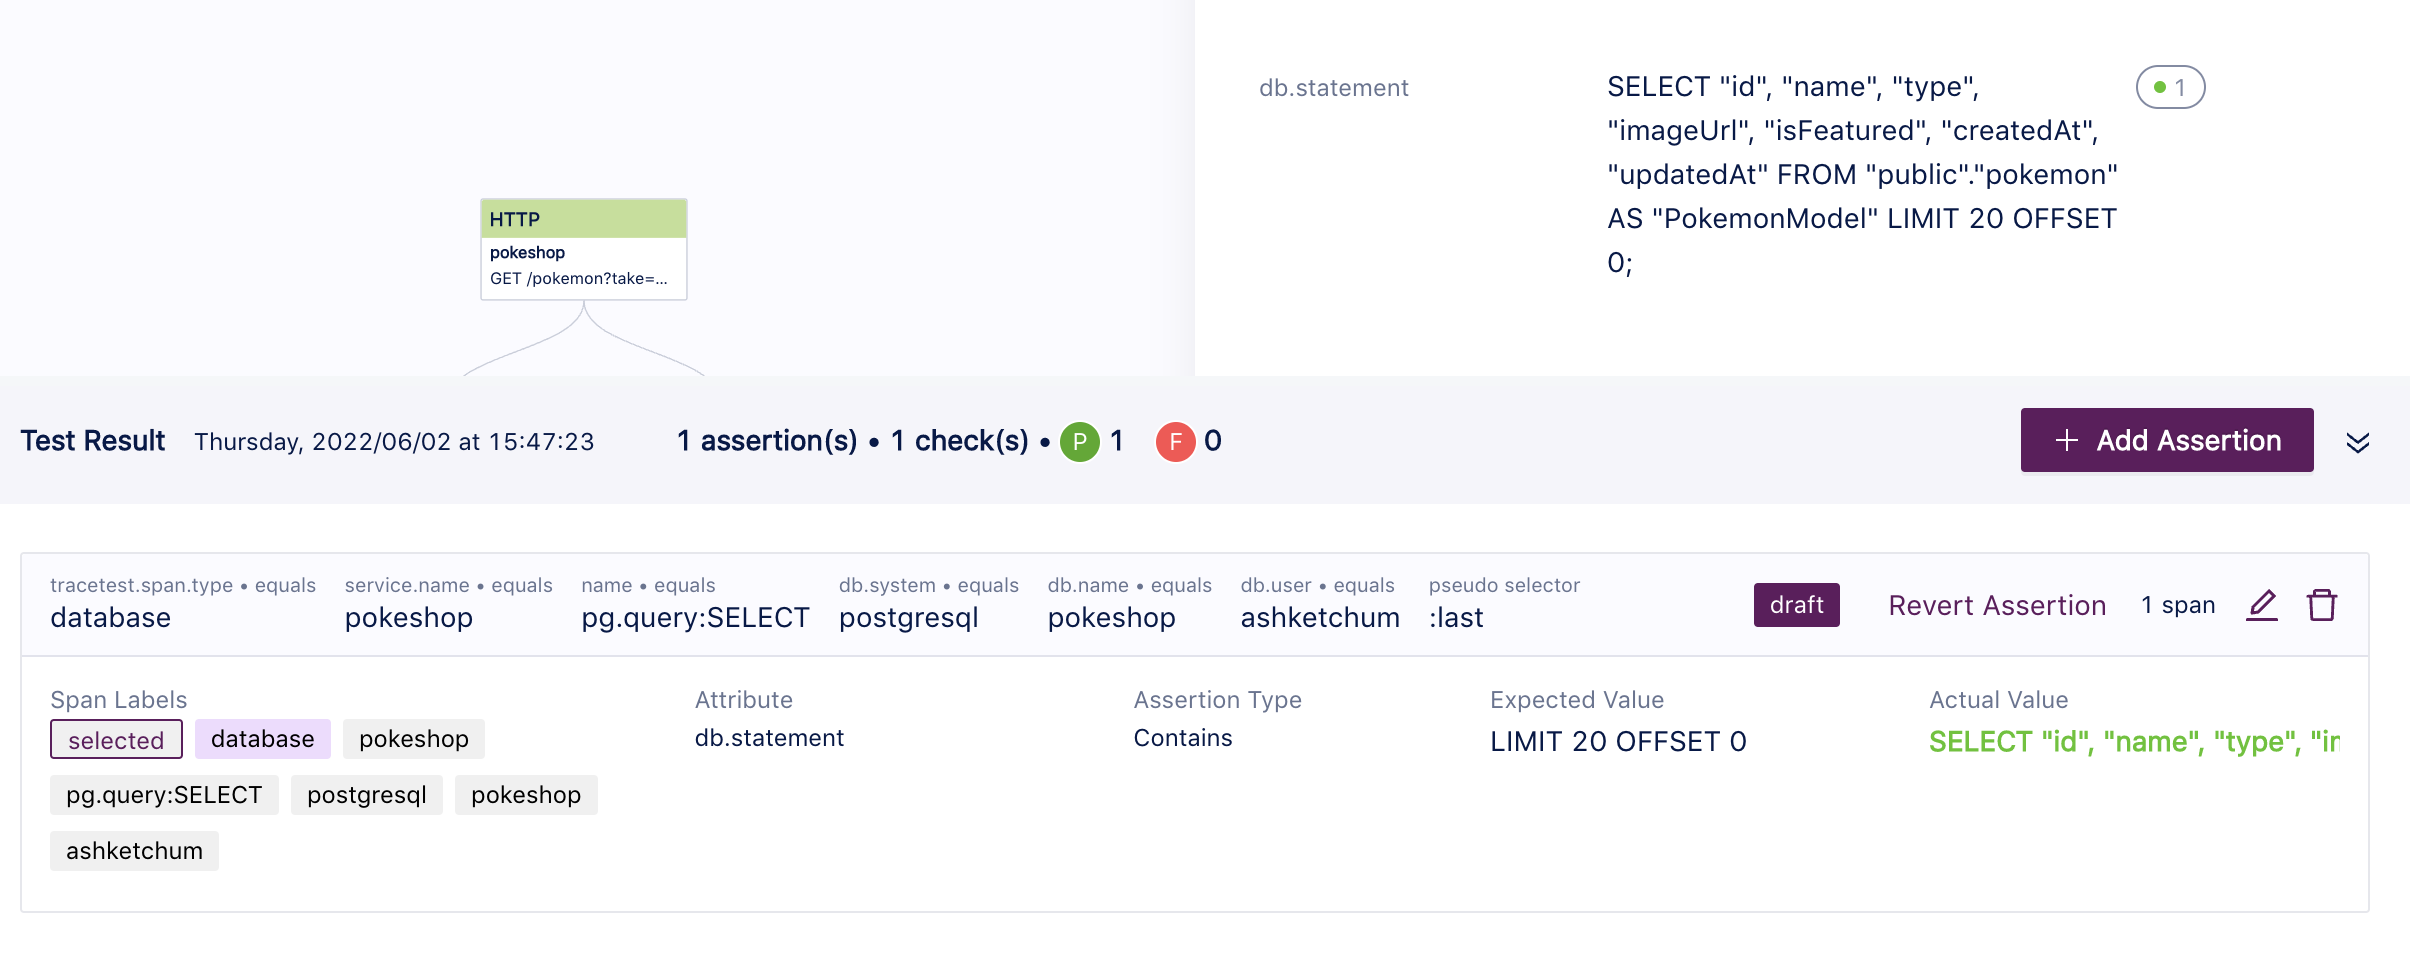 HTTP
pokeshop
GET /pokemon?take=...
db.statement
SELECT "id", "name", "type",
"imageUrl", "isFeatured", "createdAt",
"updatedAt" FROM "public"."pokemon"
AS "PokemonModel" LIMIT 20 OFFSET
0;
1
Test Result Thursday, 2022/06/02 at 15:47:23 1 assertion(s) • 1 check(s) • P 1 F 0 + Add Assertion
tracetest.span.type • equals service.name • equals name • equals db.system • equals db.name • equals db.user • equals pseudo selector
database pokeshop pg.query:SELECT postgresql pokeshop ashketchum :last
draft Revert Assertion 1 span
Span Labels Attribute Assertion Type Expected Value Actual Value
selected database pokeshop db.statement Contains LIMIT 20 OFFSET 0 SELECT "id", "name", "type", "i
pg.query:SELECT postgresql pokeshop
ashketchum